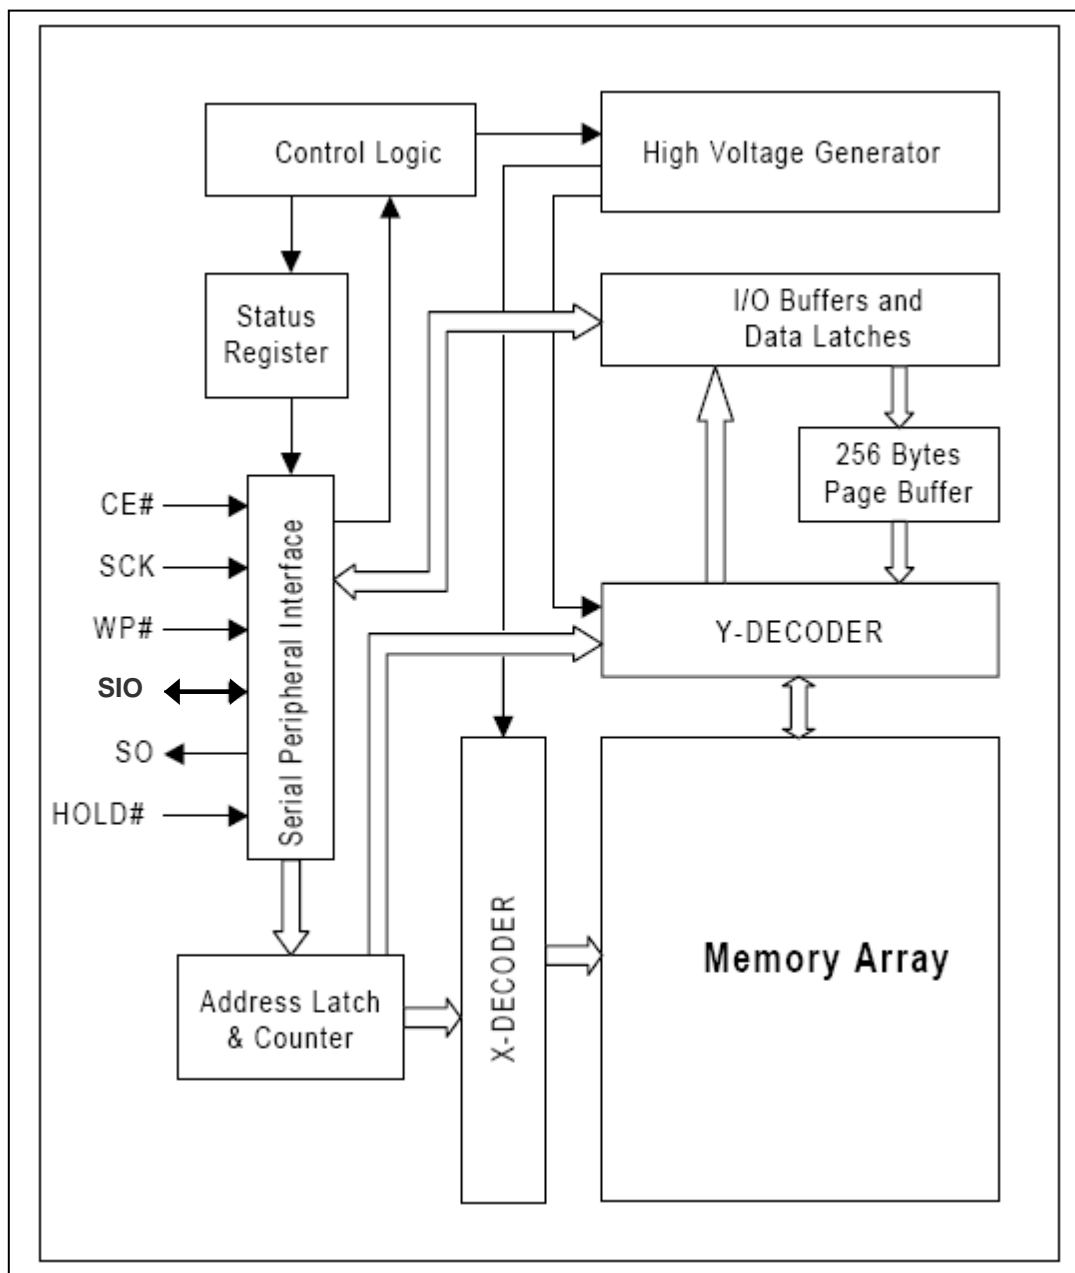 Control Logic
High Voltage Generator
Status
Register
I/O Buffers and
Data Latches
256 Bytes
Page Buffer
CE#
SCK
WP#
SIO
SO
HOLD#
Serial Peripheral Interface
Y-DECODER
Address Latch
& Counter
X-DECODER
Memory Array